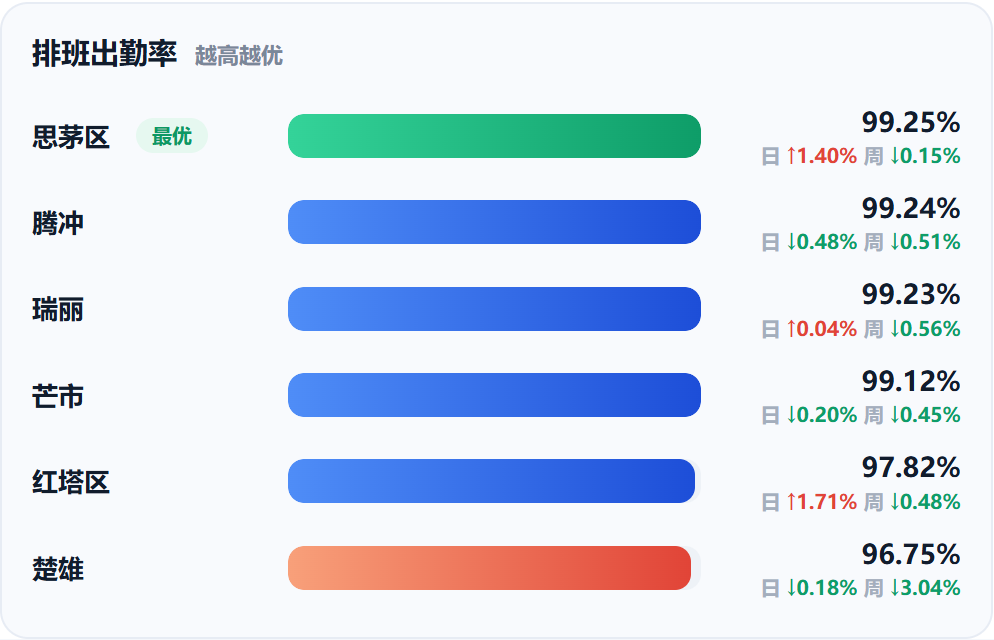 排班出勤率 越高越优
思茅区 最优 99.25%
日 ↑1.40% 周 ↓0.15%
腾冲 99.24%
日 ↓0.48% 周 ↓0.51%
瑞丽 99.23%
日 ↑0.04% 周 ↓0.56%
芒市 99.12%
日 ↓0.20% 周 ↓0.45%
红塔区 97.82%
日 ↑1.71% 周 ↓0.48%
楚雄 96.75%
日 ↓0.18% 周 ↓3.04%